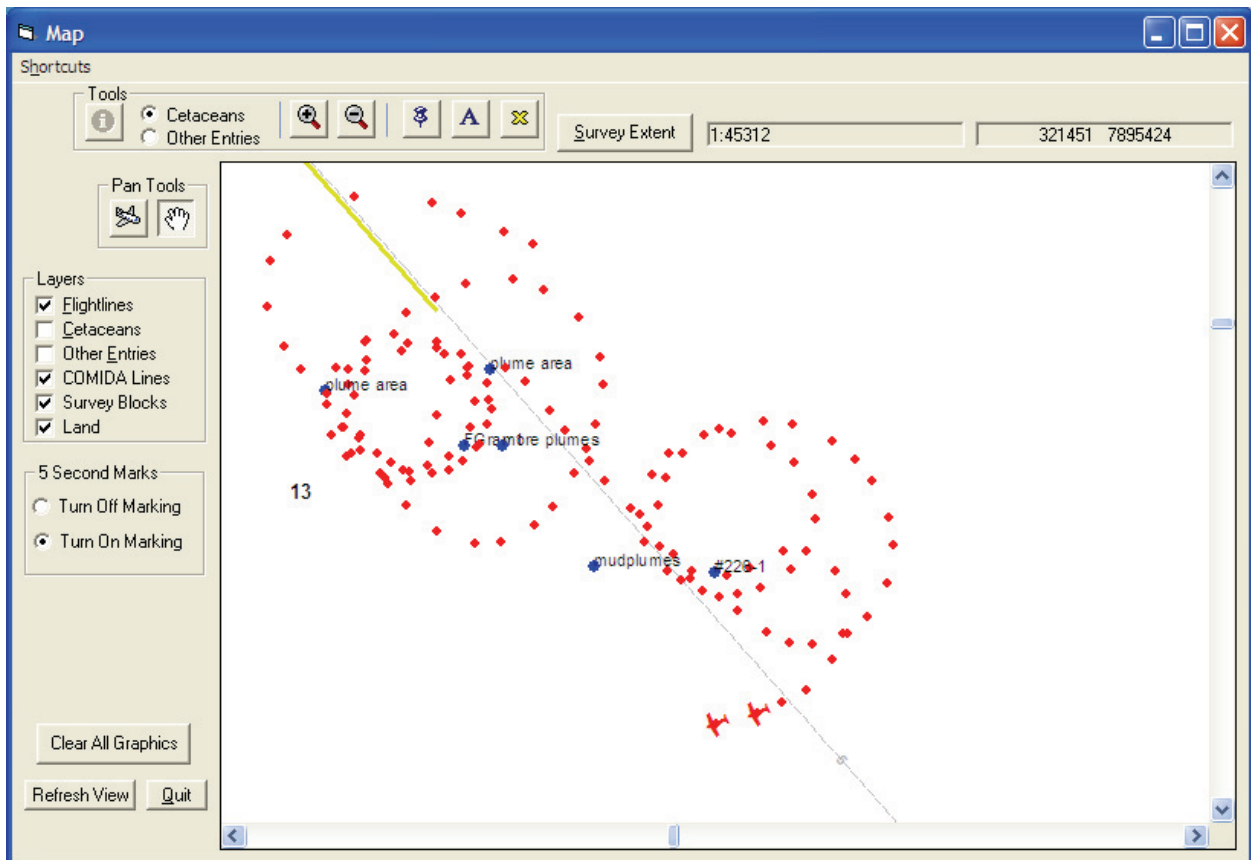 Map
Shortcuts
Tools
Cetaceans
Other Entries
A
Survey Extent
1:45312
321451 7895424
Pan Tools
Layers
Flightlines
Cetaceans
Other Entries
COMIDA Lines
Survey Blocks
Land
5 Second Marks
Turn Off Marking
Turn On Marking
Clear All Graphics
Refresh View
Quit
plume area
plume area
plumes
13
mudplumes
#226-1